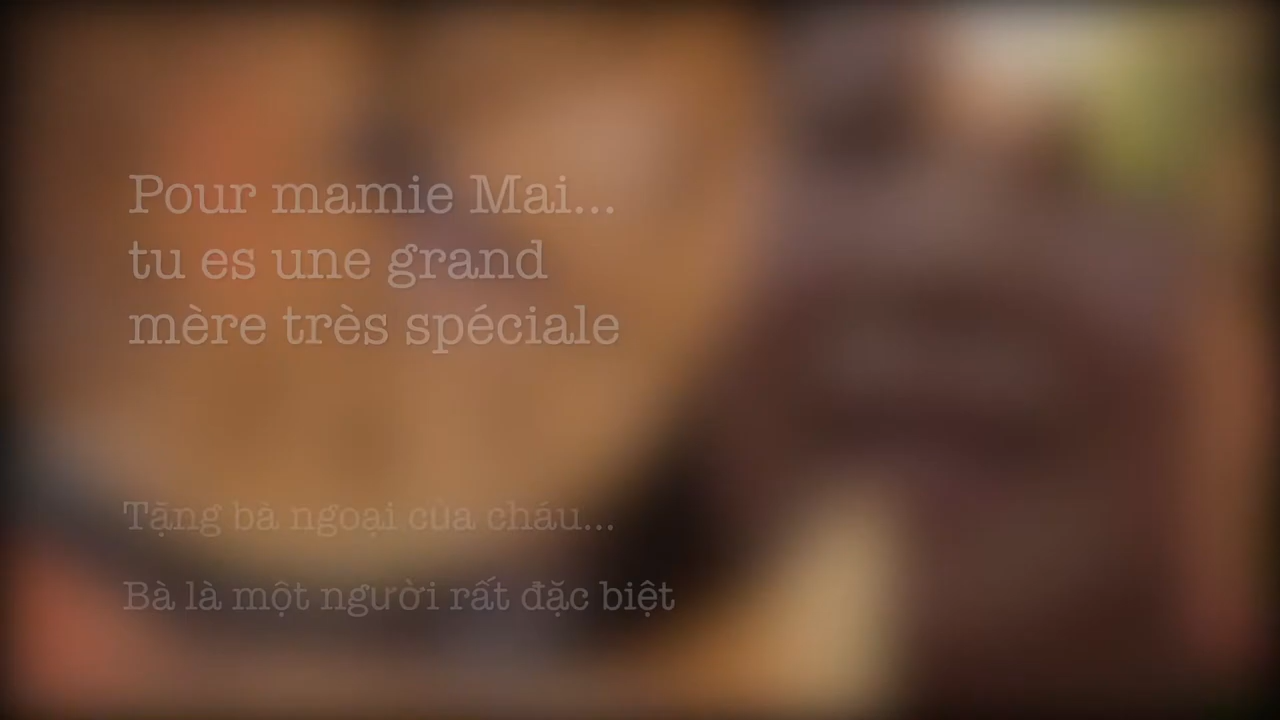 Pour mamie Mai...
tu es une grand
mère très spéciale
Tặng bà ngoại của cháu...
Bà là một người rất đặc biệt